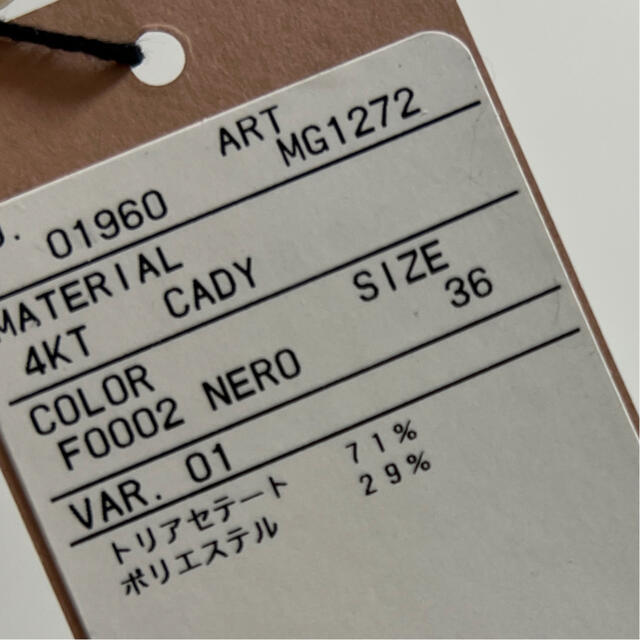 ART
MG1272
. 01960
MATERIAL
4KT CADY
SIZE
36
COLOR
F0002 NERO
VAR. 01
トリアセテート 71%
ポリエステル 29%